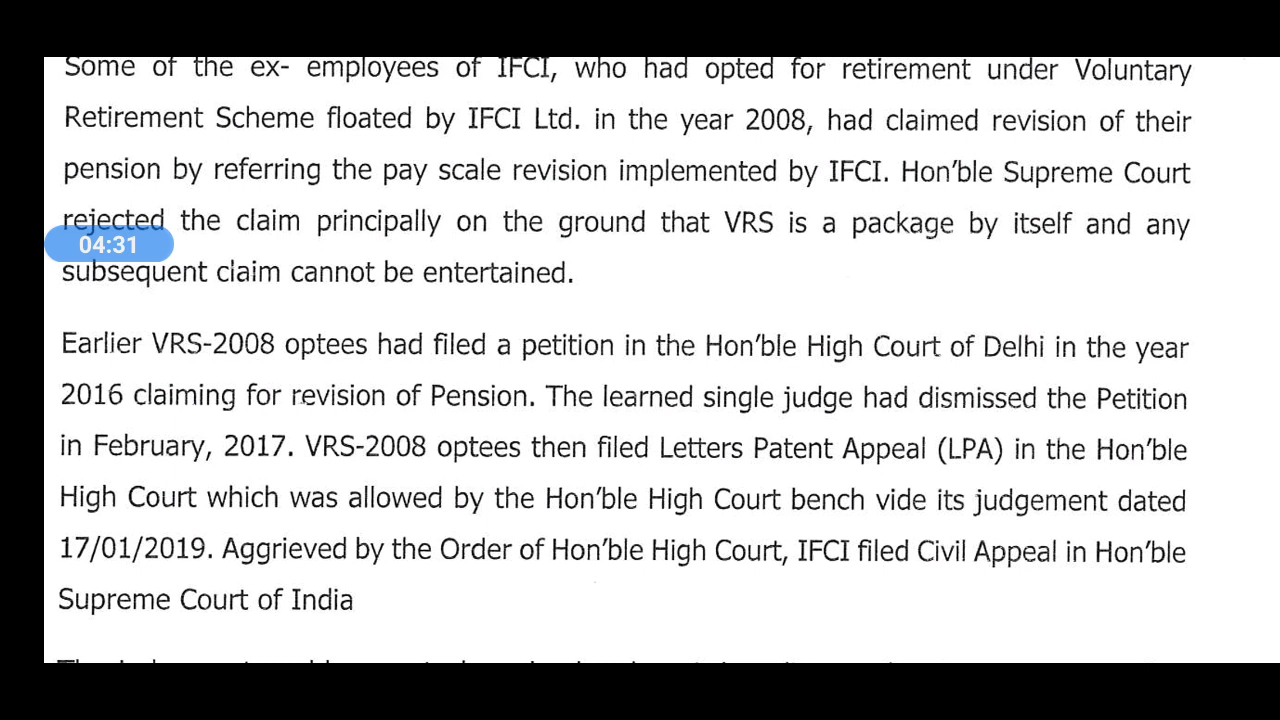 Some of the ex- employees of IFCI, who had opted for retirement under Voluntary
Retirement Scheme floated by IFCI Ltd. in the year 2008, had claimed revision of their
pension by referring the pay scale revision implemented by IFCI. Hon'ble Supreme Court
rejected the claim principally on the ground that VRS is a package by itself and any
04:31
subsequent claim cannot be entertained.
Earlier VRS-2008 optees had filed a petition in the Hon'ble High Court of Delhi in the year
2016 claiming for revision of Pension. The learned single judge had dismissed the Petition
in February, 2017. VRS-2008 optees then filed Letters Patent Appeal (LPA) in the Hon'ble
High Court which was allowed by the Hon'ble High Court bench vide its judgement dated
17/01/2019. Aggrieved by the Order of Hon'ble High Court, IFCI filed Civil Appeal in Hon'ble
Supreme Court of India